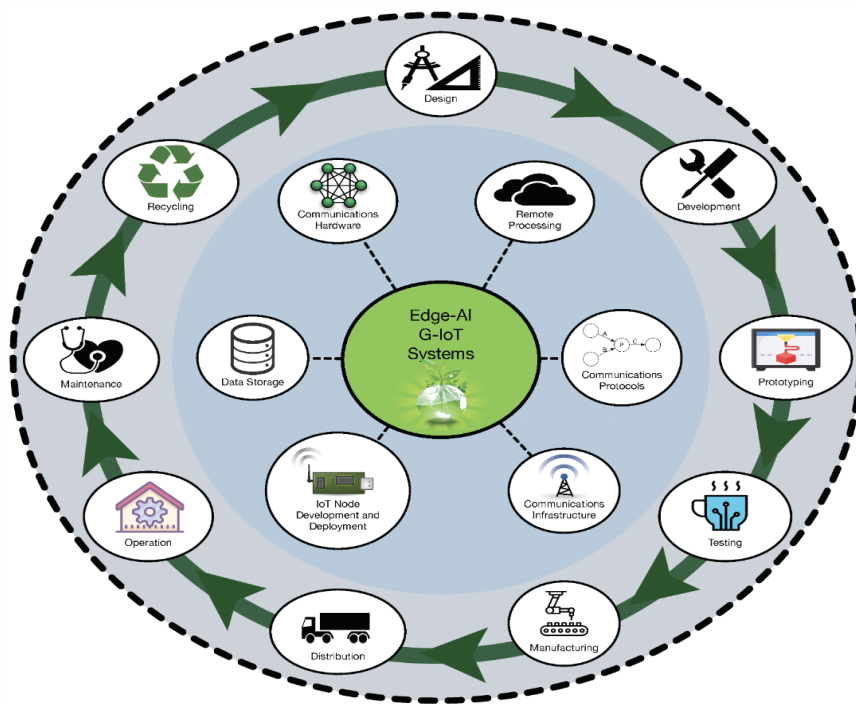 Design
Development
Prototyping
Testing
Manufacturing
Distribution
Operation
Maintenance
Recycling
Communications
Hardware
Remote
Processing
Edge-AI
G-IoT
Systems
Data Storage
A
B
P
C
Communications
Protocols
IoT Node
Development and
Deployment
Communications
Infrastructure